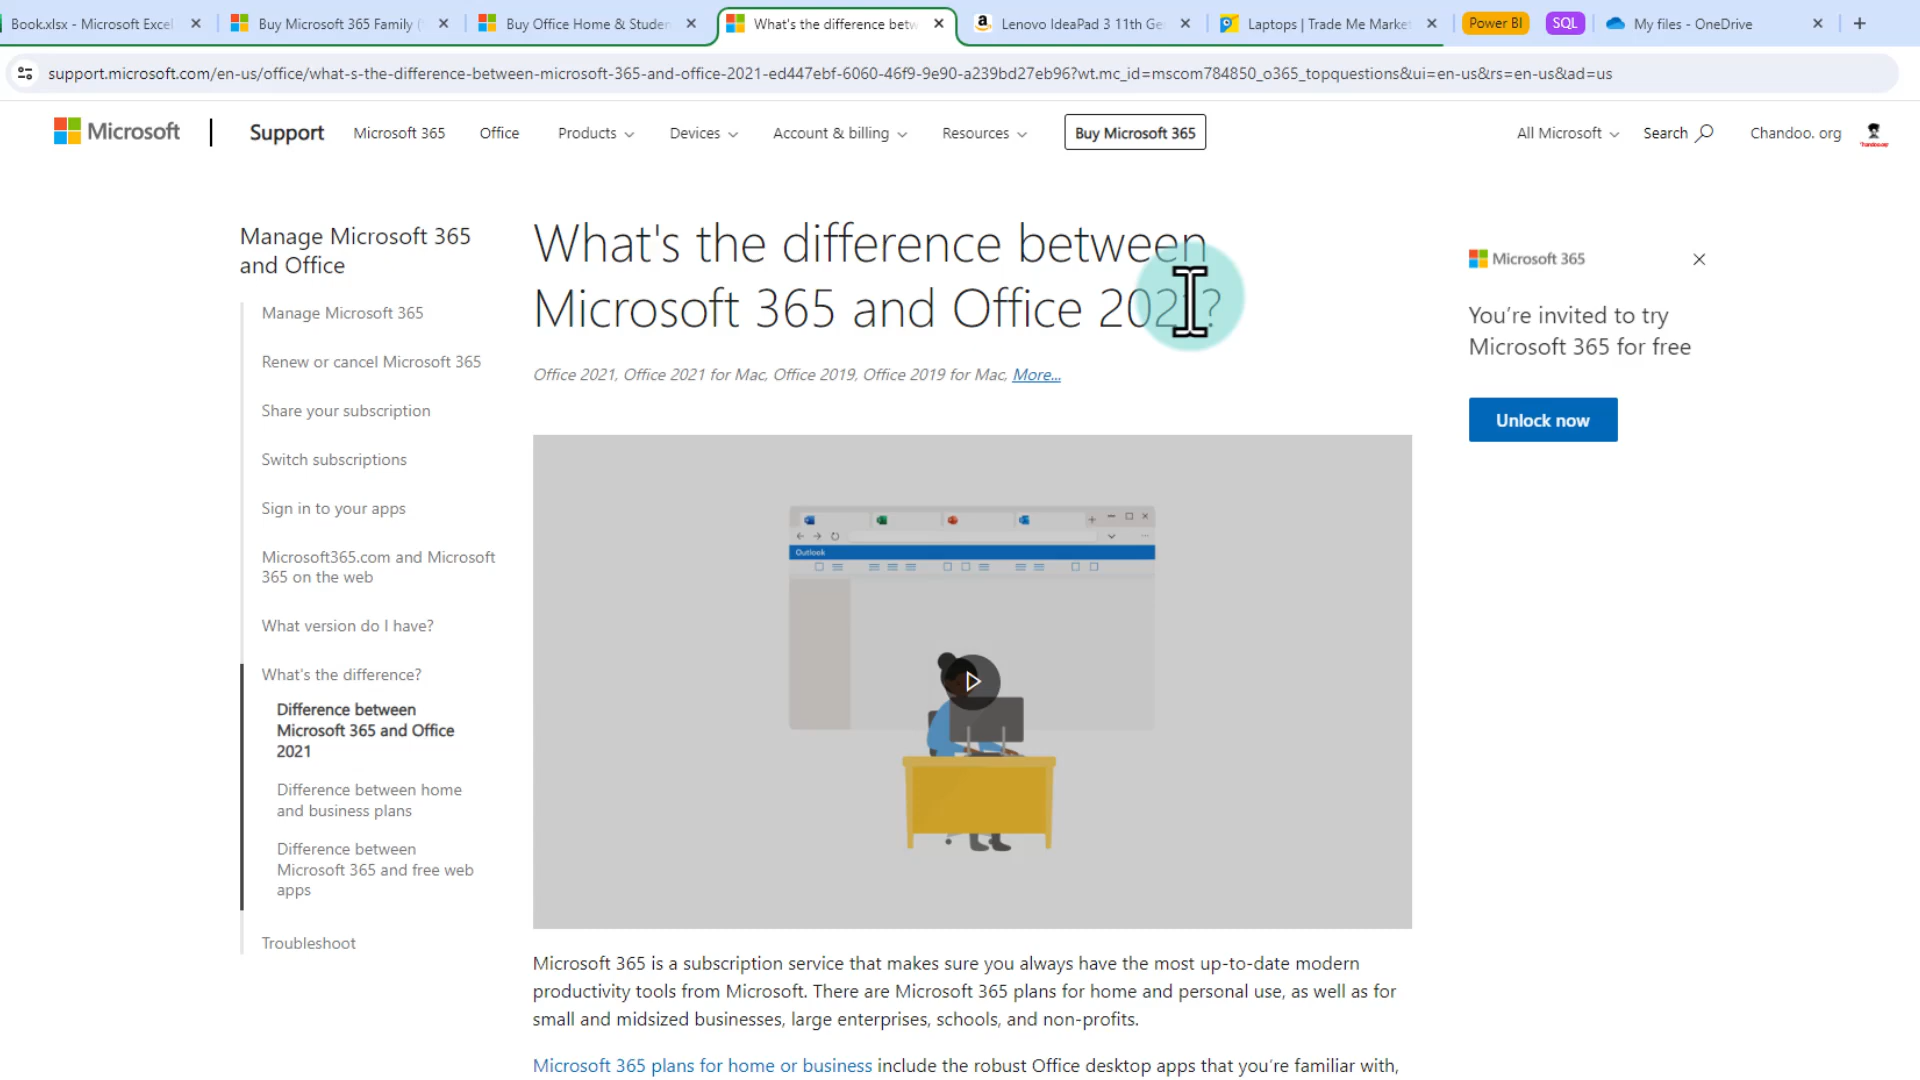 Book.xlsx - Microsoft Excel
Buy Microsoft 365 Family (
Buy Office Home & Studen
What's the difference betw
Lenovo IdeaPad 3 11th Ge
Laptops | Trade Me Market
Power BI
SQL
My files - OneDrive
support.microsoft.com/en-us/office/what-s-the-difference-between-microsoft-365-and-office-2021-ed447ebf-6060-46f9-9e90-a239bd27eb96?wt.mc_id=mscom784850_o365_topquestions&ui=en-us&rs=en-us&ad=us
Microsoft
Support
Microsoft 365
Office
Products
Devices
Account & billing
Resources
Buy Microsoft 365
All Microsoft
Search
Chandoo. org
Manage Microsoft 365
and Office
Manage Microsoft 365
Renew or cancel Microsoft 365
Share your subscription
Switch subscriptions
Sign in to your apps
Microsoft365.com and Microsoft
365 on the web
What version do I have?
What's the difference?
Difference between
Microsoft 365 and Office
2021
Difference between home
and business plans
Difference between
Microsoft 365 and free web
apps
Troubleshoot
What's the difference between
Microsoft 365 and Office 2021?
Office 2021, Office 2021 for Mac, Office 2019, Office 2019 for Mac, More...
Outlook
Microsoft 365 is a subscription service that makes sure you always have the most up-to-date modern
productivity tools from Microsoft. There are Microsoft 365 plans for home and personal use, as well as for
small and midsized businesses, large enterprises, schools, and non-profits.
Microsoft 365 plans for home or business include the robust Office desktop apps that you're familiar with,
Microsoft 365
You're invited to try
Microsoft 365 for free
Unlock now